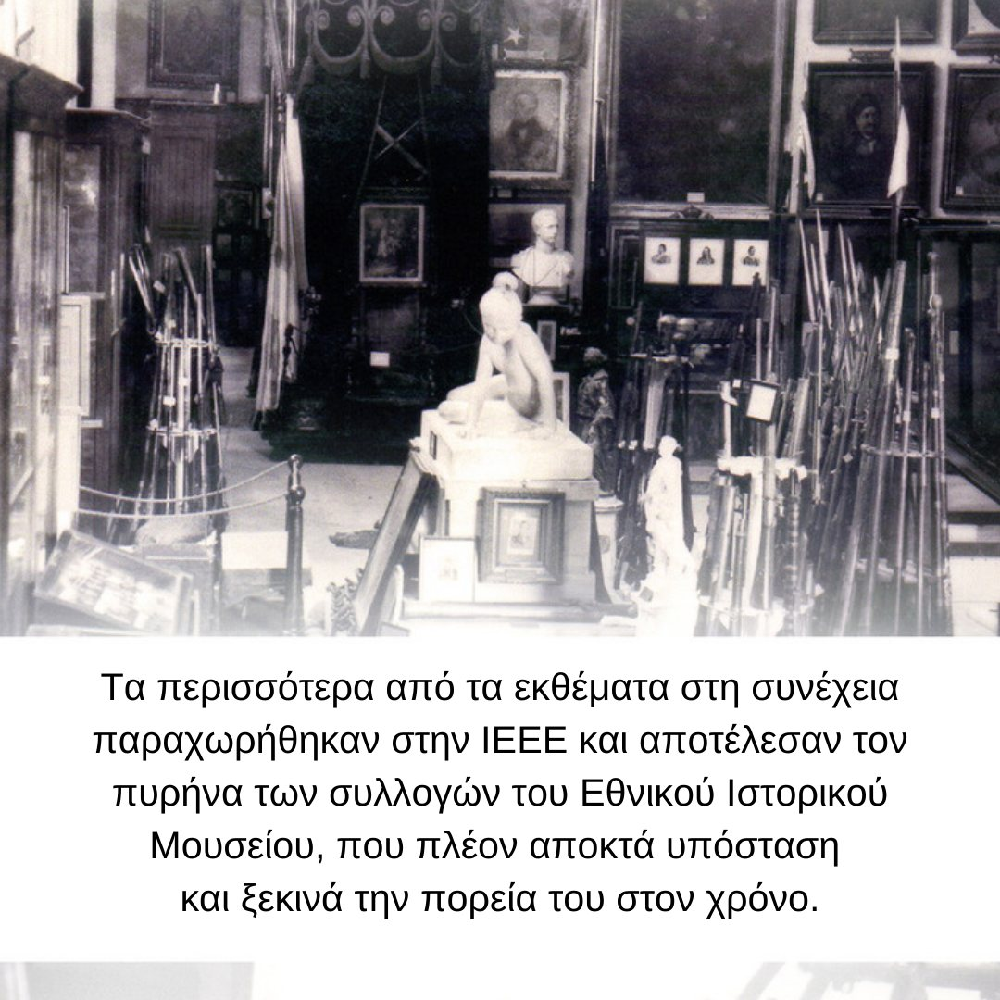 Τα περισσότερα από τα εκθέματα στη συνέχεια
παραχωρήθηκαν στην ΙΕΕΕ και αποτέλεσαν τον
πυρήνα των συλλογών του Εθνικού Ιστορικού
Μουσείου, που πλέον αποκτά υπόσταση
και ξεκινά την πορεία του στον χρόνο.